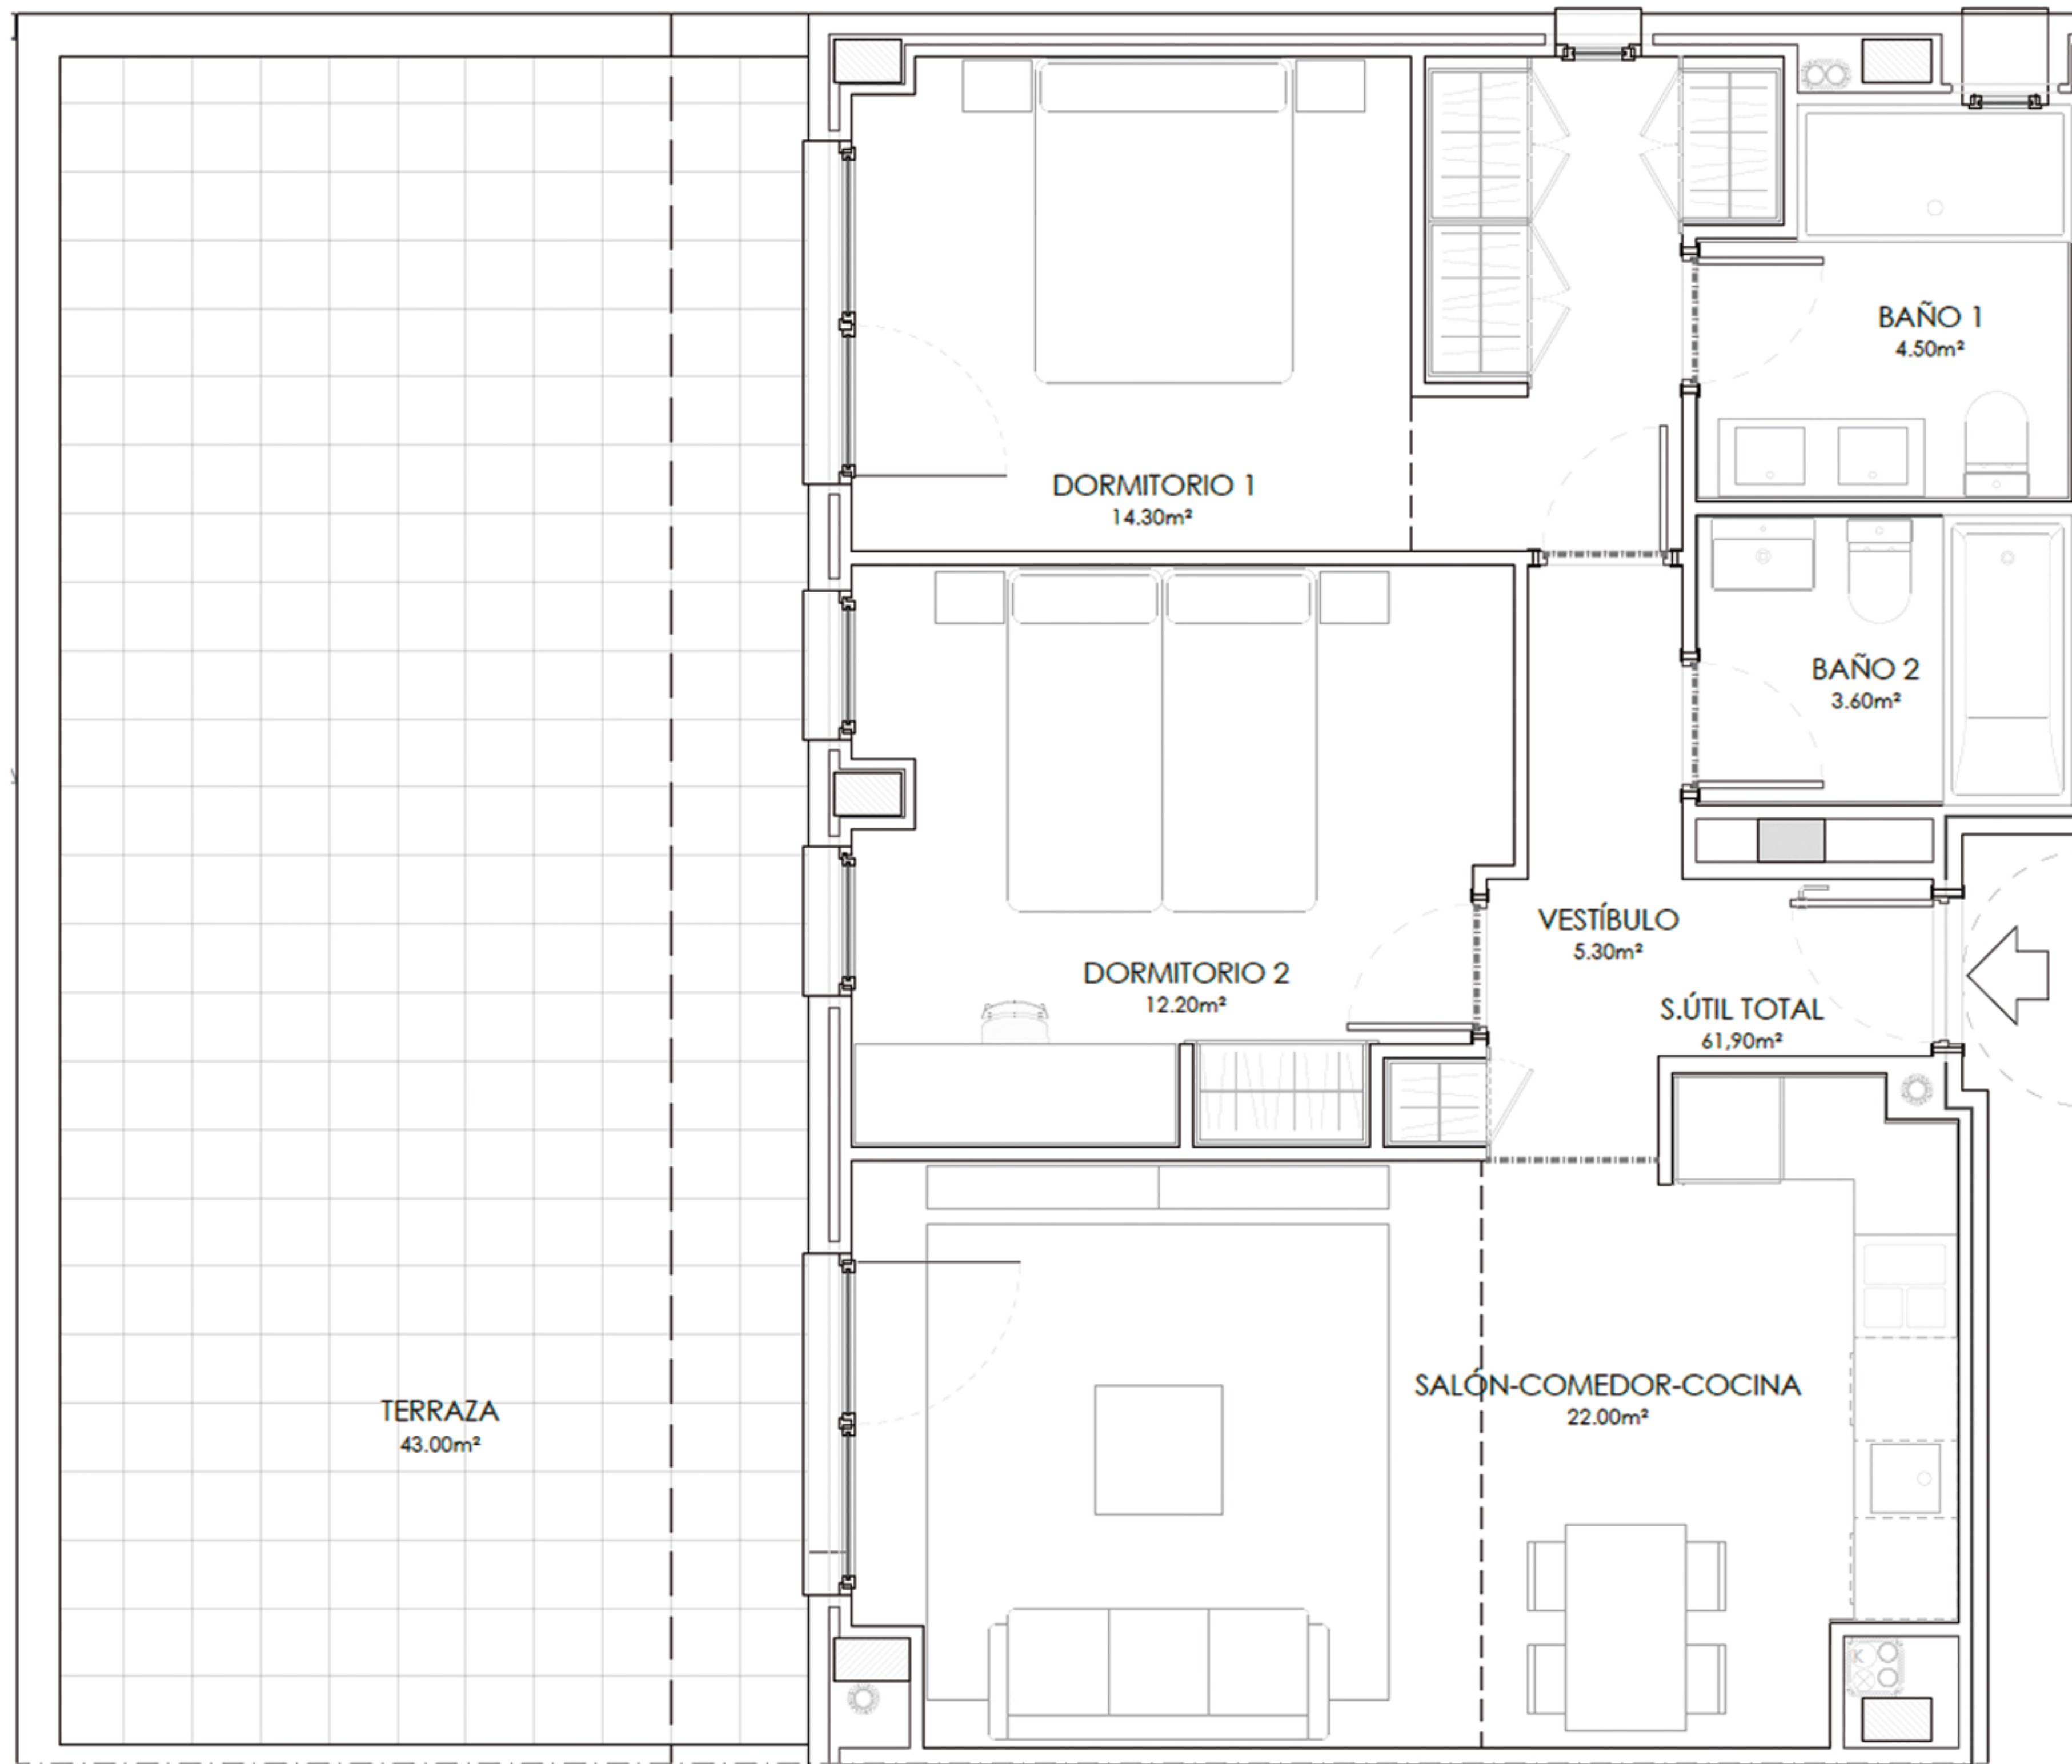 BAÑO 1
4.50m²
DORMITORIO 1
14.30m²
BAÑO 2
3.60m²
VESTÍBULO
5.30m²
DORMITORIO 2
12.20m²
S.ÚTIL TOTAL
61,90m²
SALÓN-COMEDOR-COCINA
22.00m²
TERRAZA
43.00m²
K